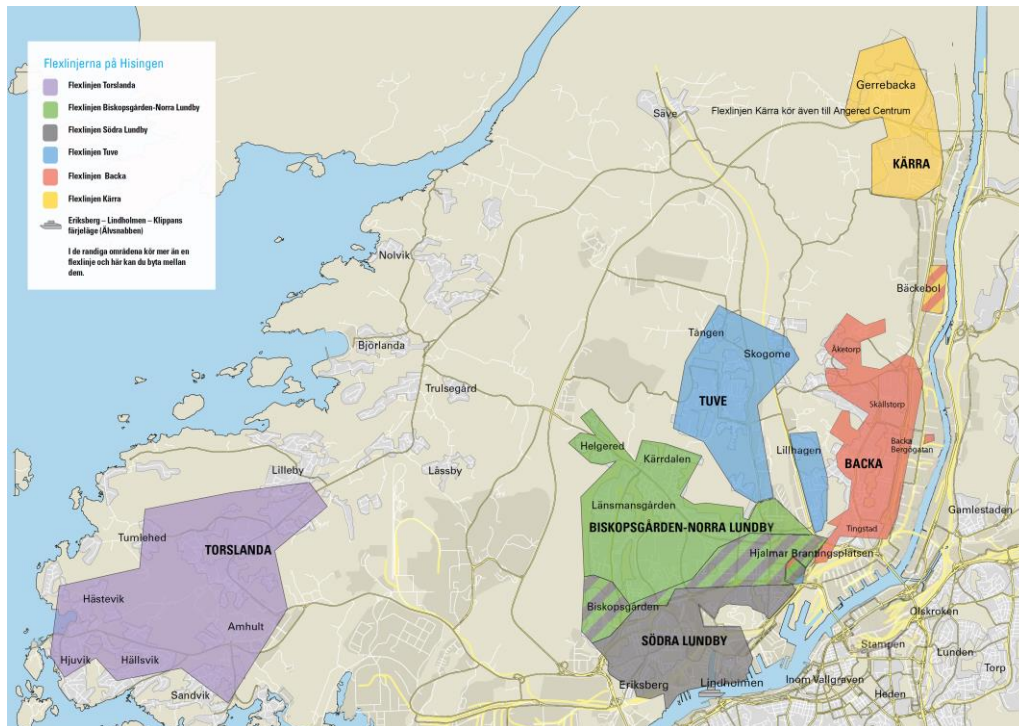 Flexlinjerna på Hisingen
Flexlinjen Torslanda
Flexlinjen Biskopsgården-Norra Lundby
Flexlinjen Södra Lundby
Flexlinjen Tuve
Flexlinjen Backa
Flexlinjen Kärra
Eriksberg – Lindholmen – Klippans
färjeläge (Älvsnabben)
I de randiga områdena kör mer än en
flexlinje och här kan du byta mellan
dem.
Gerrebacka
Säve
Flexlinjen Kärra kör även till Angered Centrum
KÄRRA
Nolvik
Bäckebol
Tången
Björlanda
Skogome
Åketorp
Trulsegård
TUVE
Skällstorp
Helgered
Lillhagen
Backa
Bergögatan
Kärrdalen
BACKA
Lilleby
Låssby
Länsmansgården
Gamlestaden
BISKOPSGÅRDEN-NORRA LUNDBY
Tingstad
Tumlehed
TORSLANDA
Hjalmar Brantingsplatsen
Hästevik
Biskopsgården
Olskroken
Amhult
SÖDRA LUNDBY
Stampen
Lunden
Hjuvik
Hällsvik
Torp
Eriksberg
Lindholmen
Inom Vallgraven
Sandvik
Heden